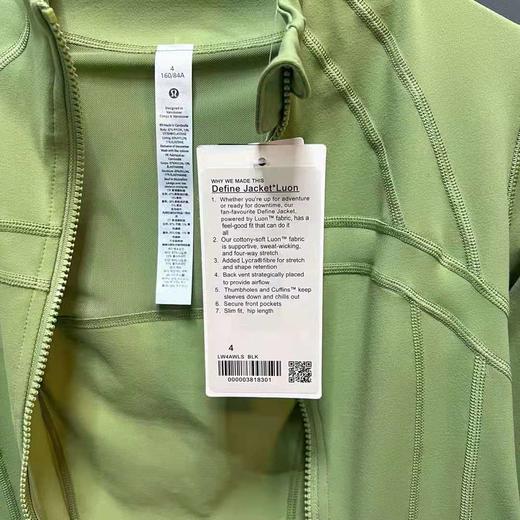 4
160/84A
Designed in
Vancouver
WHY WE MADE THIS
Define Jacket*Luon
1. Whether you're up for adventure
or ready for downtime, our
fan-favourite Define Jacket,
powered by Luon™ fabric, has a
feel-good fit that can do it
all
2. Our cottony-soft Luon™ fabric
is supportive, sweat-wicking,
and four-way stretch
3. Added Lycra®fibre for stretch
and shape retention
4. Back vent strategically placed
to provide airflow
5. Thumbholes and Cuffins™ keep
sleeves down and chills out
6. Secure front pockets
7. Slim fit, hip length
4
LW4AWLS BLK
000003818301